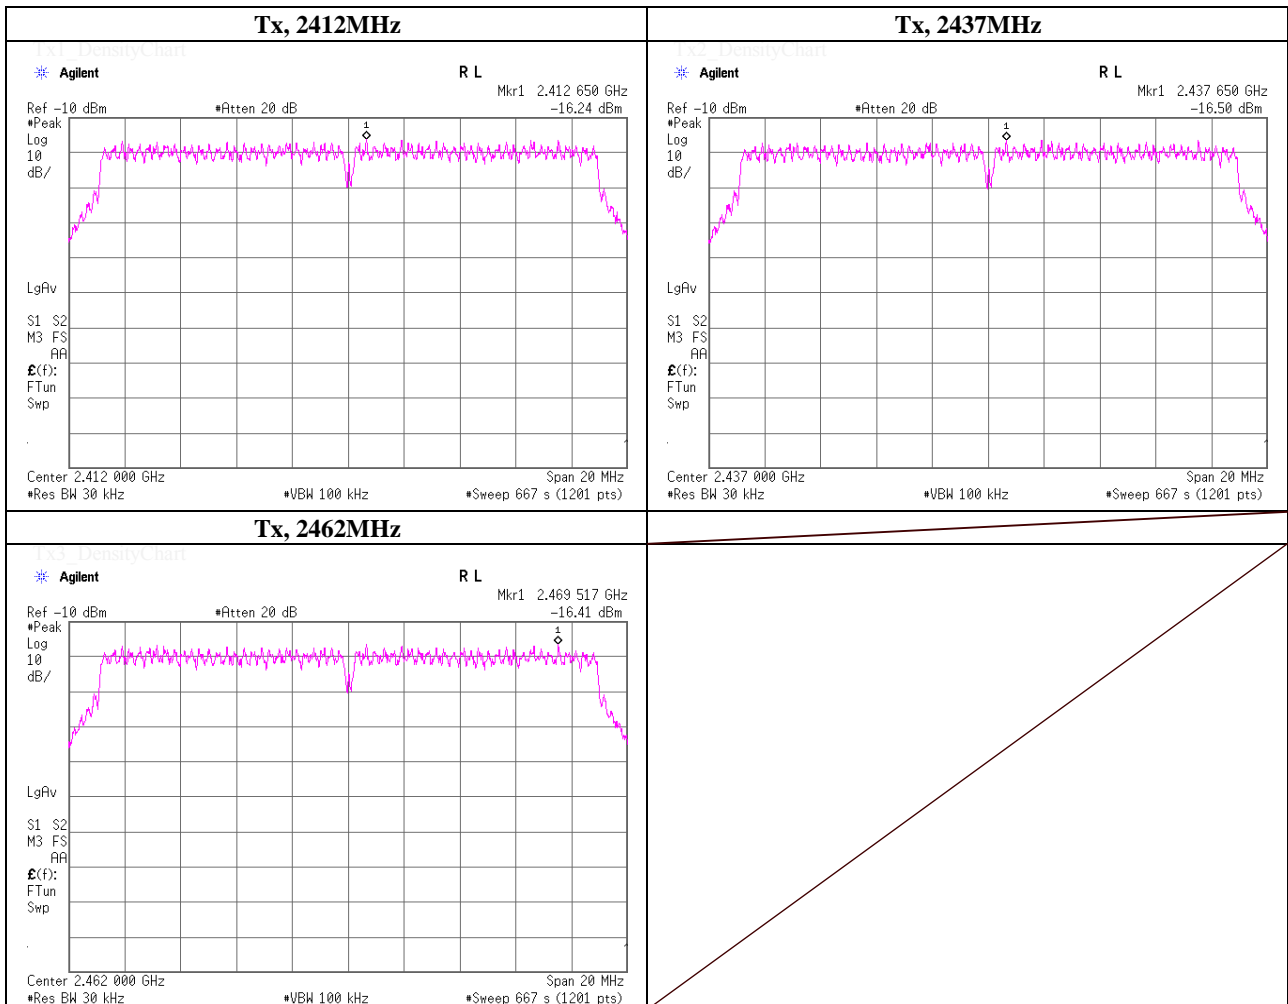 Tx, 2412MHz
Tx1_DensityChart
Agilent
R L
Mkr1 2.412 650 GHz
Ref -10 dBm #Atten 20 dB -16.24 dBm
#Peak
Log
10
dB/
1
LgAv
S1 S2
M3 FS
AA
£(f):
FTun
Swp
Center 2.412 000 GHz Span 20 MHz
#Res BW 30 kHz #VBW 100 kHz #Sweep 667 s (1201 pts)
Tx, 2437MHz
Tx2_DensityChart
Agilent
R L
Mkr1 2.437 650 GHz
Ref -10 dBm #Atten 20 dB -16.50 dBm
#Peak
Log
10
dB/
1
LgAv
S1 S2
M3 FS
AA
£(f):
FTun
Swp
Center 2.437 000 GHz Span 20 MHz
#Res BW 30 kHz #VBW 100 kHz #Sweep 667 s (1201 pts)
Tx, 2462MHz
Tx3_DensityChart
Agilent
R L
Mkr1 2.469 517 GHz
Ref -10 dBm #Atten 20 dB -16.41 dBm
#Peak
Log
10
dB/
1
LgAv
S1 S2
M3 FS
AA
£(f):
FTun
Swp
Center 2.462 000 GHz Span 20 MHz
#Res BW 30 kHz #VBW 100 kHz #Sweep 667 s (1201 pts)